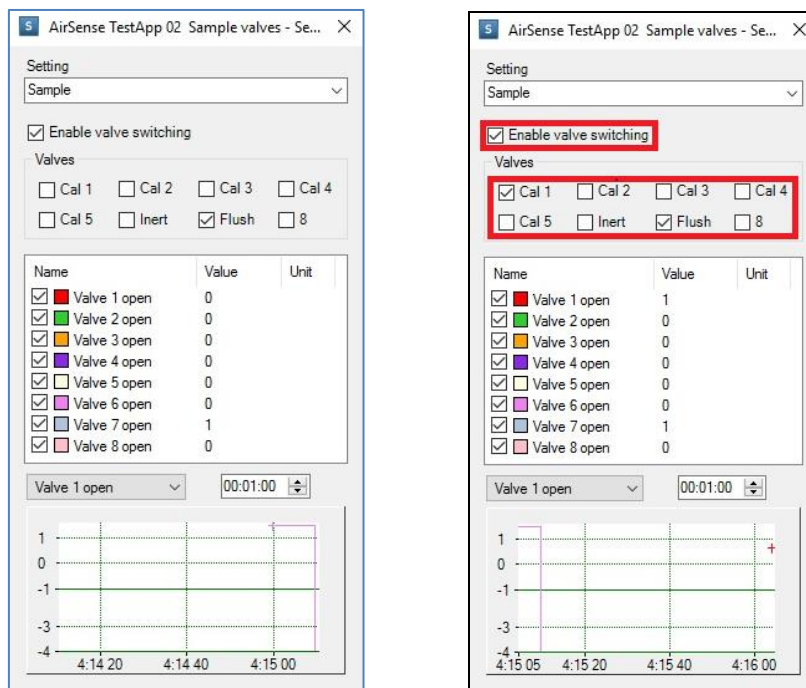 S AirSense TestApp 02 Sample valves - Se...
Setting
Sample
Enable valve switching
Valves
Cal 1 Cal 2 Cal 3 Cal 4
Cal 5 Inert Flush 8
Name Value Unit
Valve 1 open 0
Valve 2 open 0
Valve 3 open 0
Valve 4 open 0
Valve 5 open 0
Valve 6 open 0
Valve 7 open 1
Valve 8 open 0
Valve 1 open 00:01:00
1
0
-1
-3
-4
4:14 20 4:14 40 4:15 00
S AirSense TestApp 02 Sample valves - Se...
Setting
Sample
Enable valve switching
Valves
Cal 1 Cal 2 Cal 3 Cal 4
Cal 5 Inert Flush 8
Name Value Unit
Valve 1 open 1
Valve 2 open 0
Valve 3 open 0
Valve 4 open 0
Valve 5 open 0
Valve 6 open 0
Valve 7 open 1
Valve 8 open 0
Valve 1 open 00:01:00
1
0
-1
-3
-4
4:15 05 4:15 20 4:15 40 4:16 00